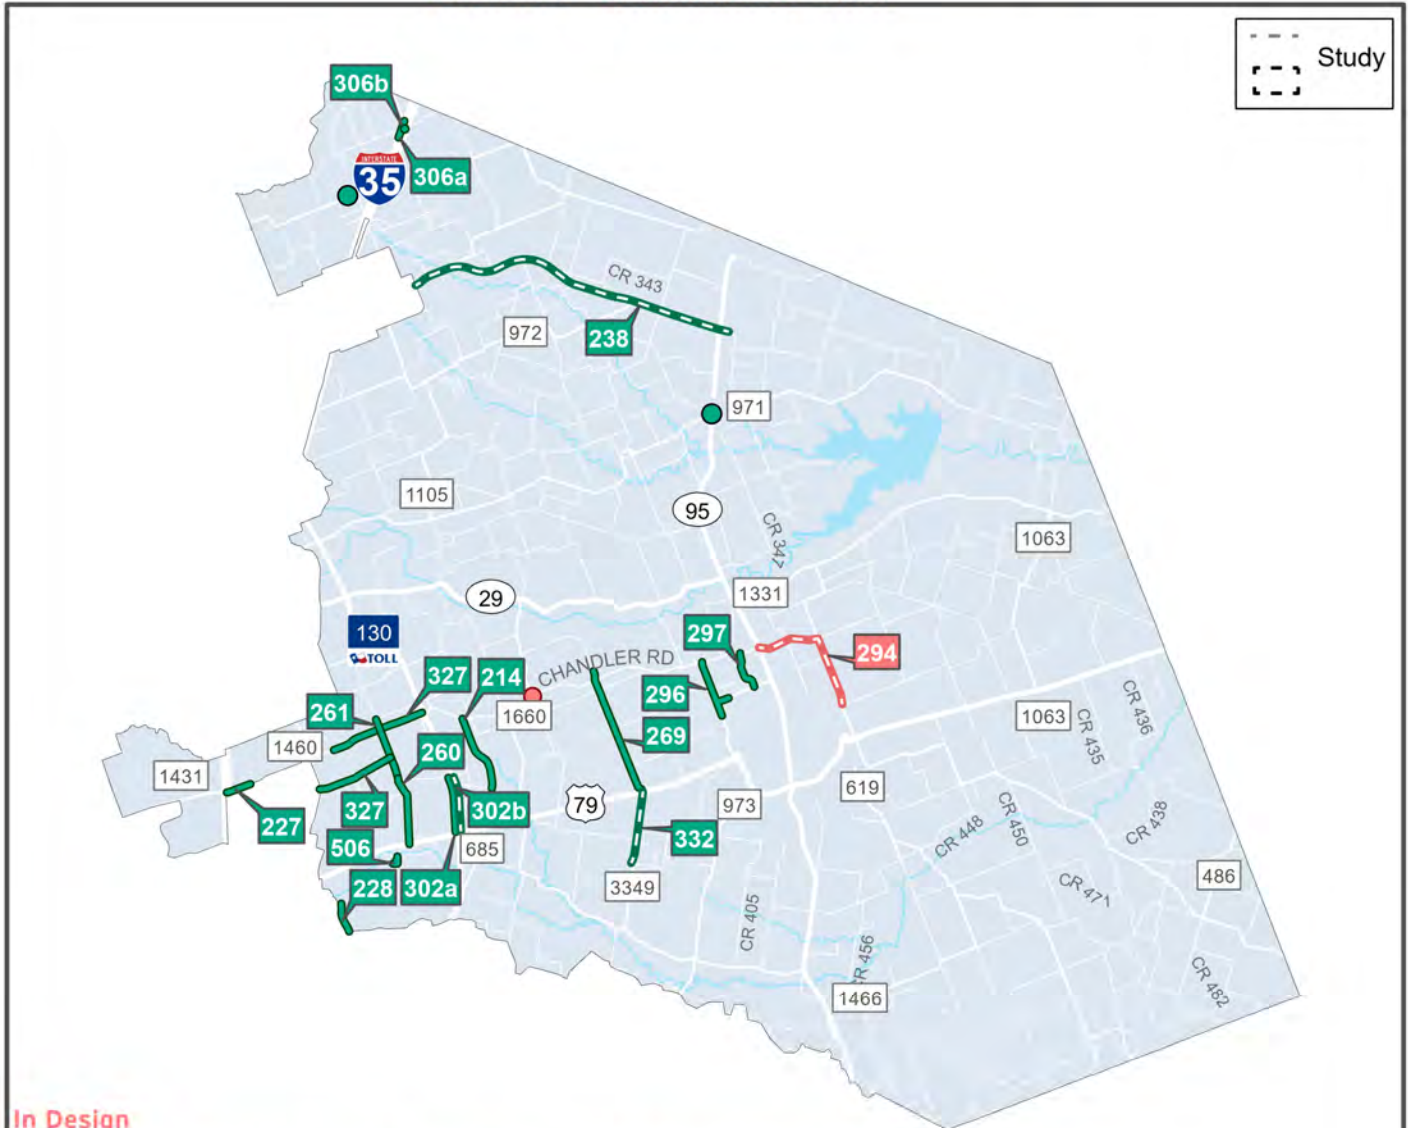 Study
306b
INTERSTATE
35
306a
CR 343
972
238
971
1105
95
CR 347
1063
29
1331
130
TOLL
297
294
CHANDLER RD
327
214
261
296
1660
1063
CR 436
CR 435
1460
260
269
1431
327
302b
79
973
619
227
CR 450
CR 438
506
685
332
CR 448
228
302a
3349
486
CR 471
CR 405
CR 456
CR 482
1466
In Design